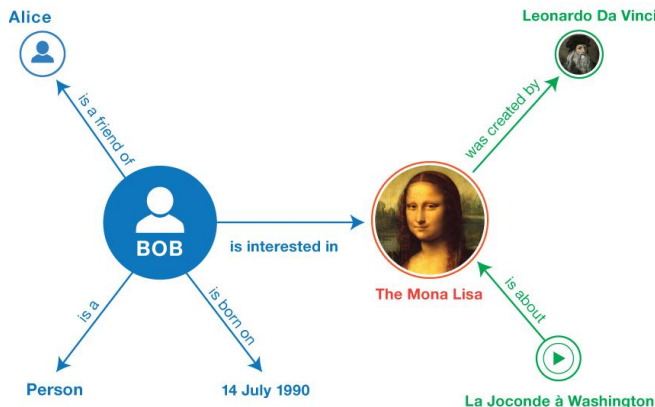 Alice
Leonardo Da Vinci
is a friend of
was created by
BOB
is interested in
The Mona Lisa
is a
is born on
is about
Person
14 July 1990
La Joconde à Washington